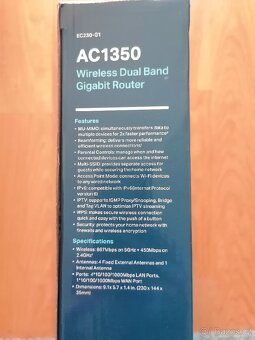 EC230-G1
AC1350
Wireless Dual Band
Gigabit Router
Features
• MU-MIMO: simultaneously transfers data to
multiple devices for 2x faster performance
• Beamforming: delivers more reliable and
efficient wireless connections
• Parental Controls: manage when and how
connected devices can access the internet
• Multi-SSID: provides separate access for
guests while securing the home network
• Access Point Mode: connects Wi-Fi devices
to any wired network
• IPv6: compatible with IPv6(Internet Protocol
version 6)
• IPTV: supports IGMP Proxy/Snooping, Bridge
and Tag VLAN to optimise IPTV streaming
• WPS: makes secure wireless connection
quick and easy with the push of a button
• Security: protects your home network with
firewalls and wireless encryption
Specifications
• Wireless: 867Mbps on 5GHz + 450Mbps on
2.4GHz
• Antennas: 4 Fixed External Antennas and 1
Internal Antenna
• Ports: 4*10/100/1000Mbps LAN Ports,
1*10/100/1000Mbps WAN Port
• Dimensions: 9.1x 5.7 x 1.4 in. (230 x 144 x
35mm)